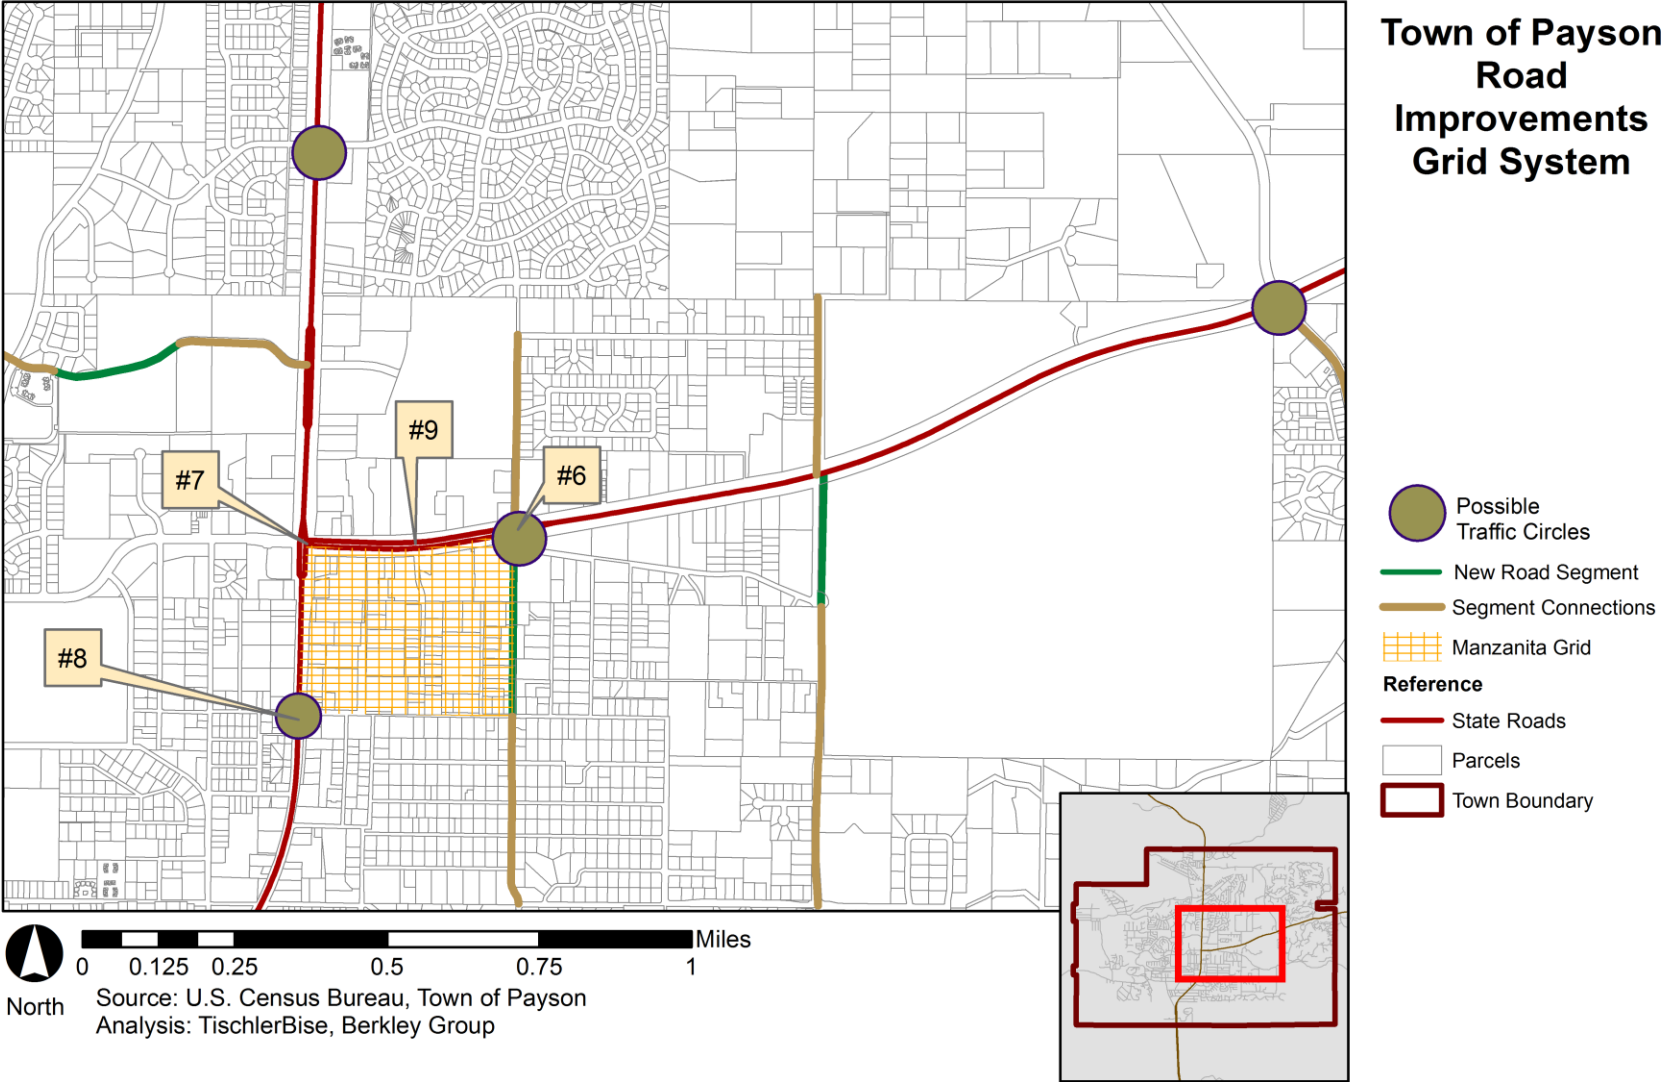 Town of Payson
Road
Improvements
Grid System
#9
#7
#6
#8
Possible
Traffic Circles
New Road Segment
Segment Connections
Manzanita Grid
Reference
State Roads
Parcels
Town Boundary
Miles
0 0.125 0.25 0.5 0.75 1
North
Source: U.S. Census Bureau, Town of Payson
Analysis: TischlerBise, Berkley Group